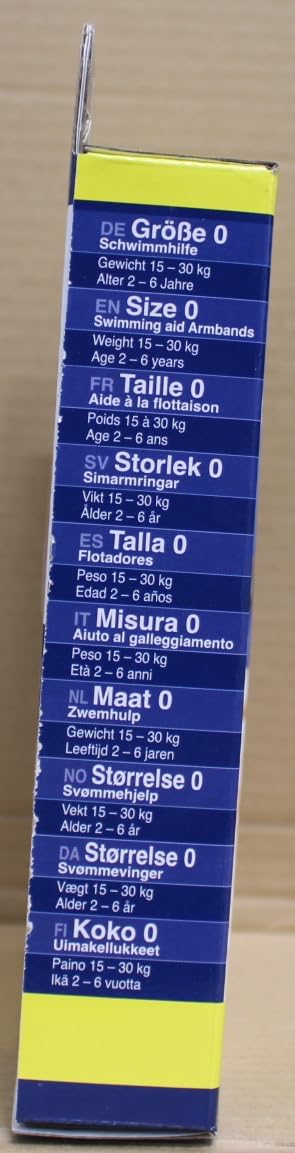 DE Größe 0
Schwimmhilfe
Gewicht 15 – 30 kg
Alter 2 – 6 Jahre
EN Size 0
Swimming aid Armbands
Weight 15 – 30 kg
Age 2 – 6 years
FR Taille 0
Aide à la flottaison
Poids 15 à 30 kg
Age 2 – 6 ans
SV Storlek 0
Simarmringar
Vikt 15 – 30 kg
Ålder 2 – 6 år
ES Talla 0
Flotadores
Peso 15 – 30 kg
Edad 2 – 6 años
IT Misura 0
Aiuto al galleggiamento
Peso 15 – 30 kg
Età 2 – 6 anni
NL Maat 0
Zwemhulp
Gewicht 15 – 30 kg
Leeftijd 2 – 6 jaren
NO Størrelse 0
Svømmehjelp
Vekt 15 – 30 kg
Alder 2 – 6 år
DA Størrelse 0
Svømmevinger
Vægt 15 – 30 kg
Alder 2 – 6 år
FI Koko 0
Uimakellukkeet
Paino 15 – 30 kg
Ikä 2 – 6 vuotta